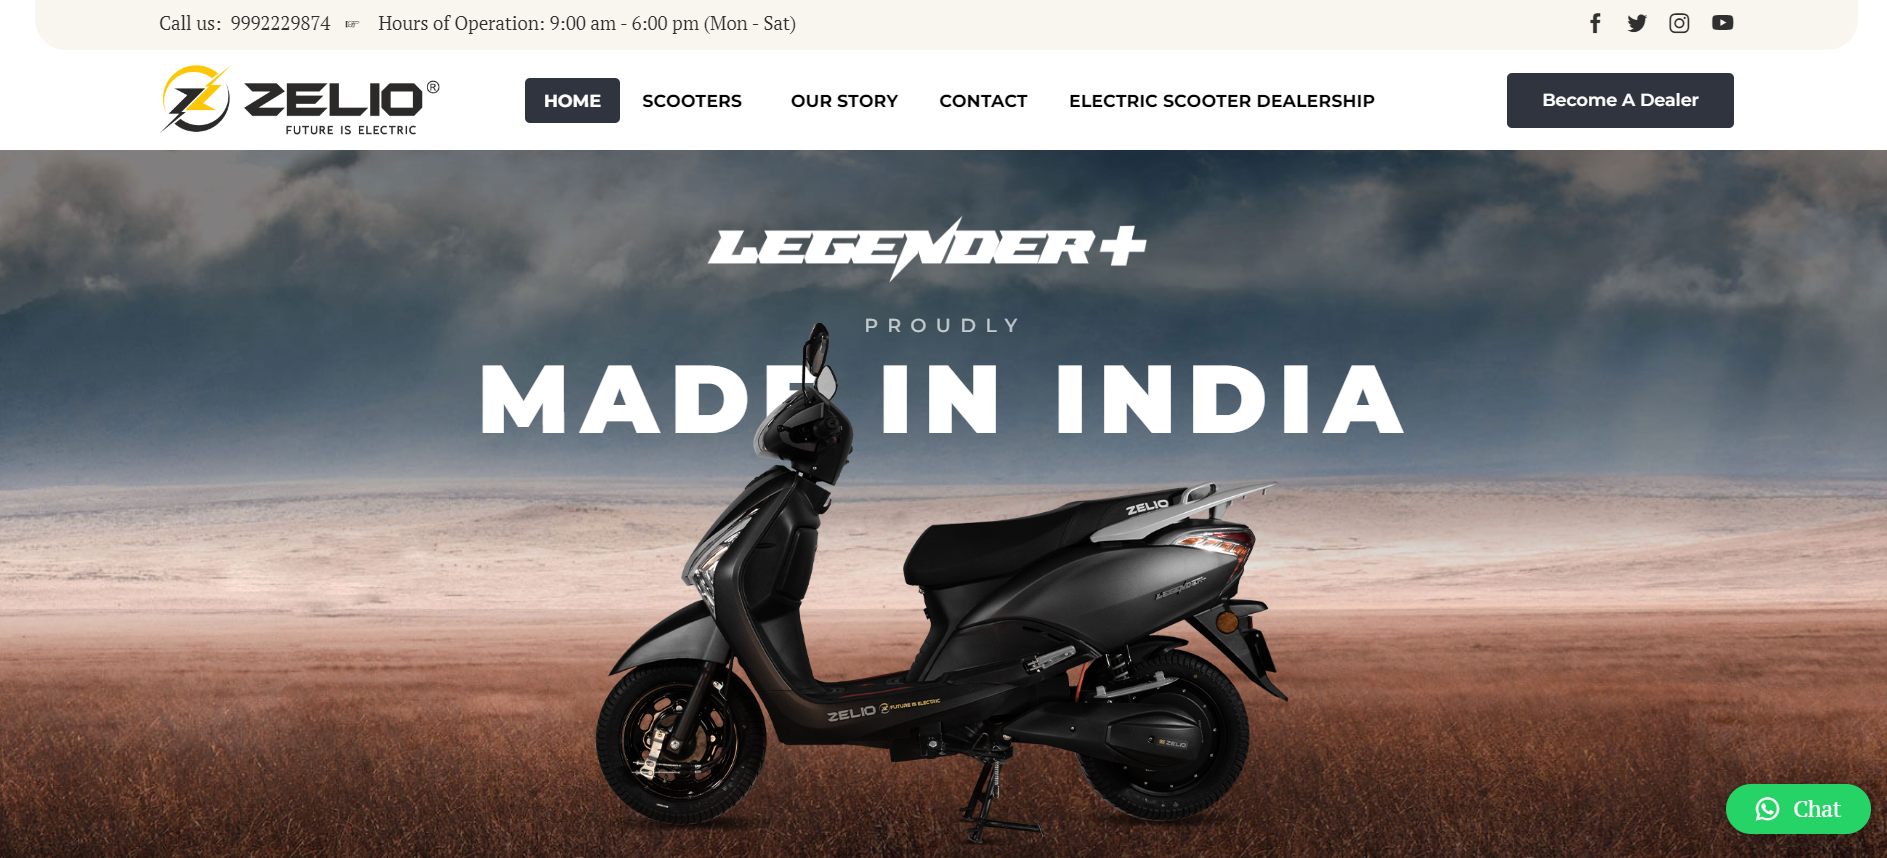 Call us: 9992229874 ☞ Hours of Operation: 9:00 am - 6:00 pm (Mon - Sat)
ZELIO®
FUTURE IS ELECTRIC
HOME SCOOTERS OUR STORY CONTACT ELECTRIC SCOOTER DEALERSHIP
Become A Dealer
LEGENDER+
PROUDLY
MADE IN INDIA
ZELIO
LEGENDER+
ZELIO FUTURE IS ELECTRIC
ZELIO
Chat